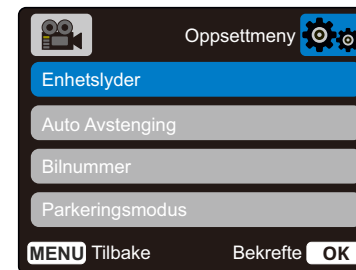 Oppsettmeny
Enhetslyder
Auto Avstenging
Bilnummer
Parkeringsmodus
MENU Tilbake Bekrefte OK